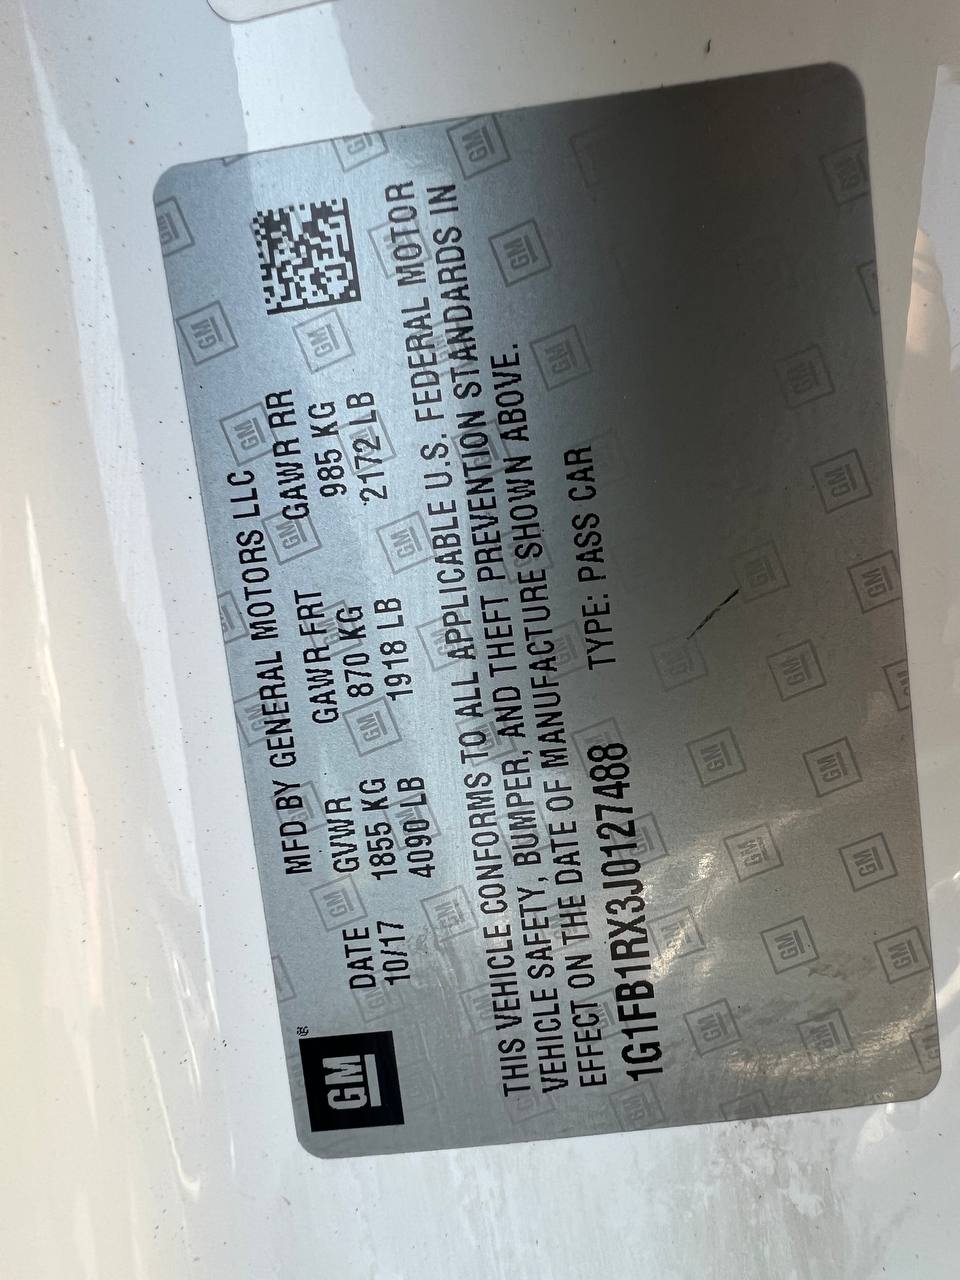 GM
MFD BY GENERAL MOTORS LLC
DATE GVWR GAWR FRT GAWR RR
10/17 1855 KG 870 KG 985 KG
4090 LB 1918 LB 2172 LB
THIS VEHICLE CONFORMS TO ALL APPLICABLE U.S. FEDERAL MOTOR
VEHICLE SAFETY, BUMPER, AND THEFT PREVENTION STANDARDS IN
EFFECT ON THE DATE OF MANUFACTURE SHOWN ABOVE.
1G1FB1RX3J0127488 TYPE: PASS CAR